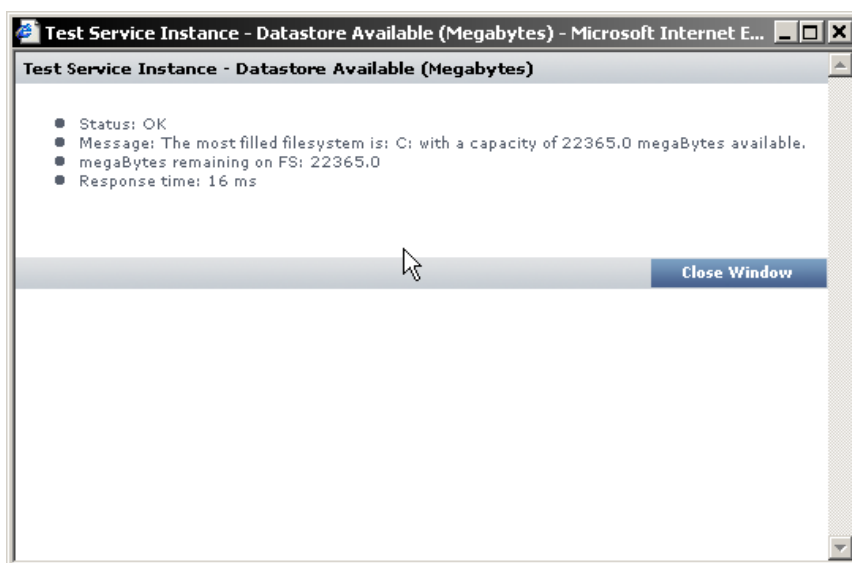 Test Service Instance - Datastore Available (Megabytes) - Microsoft Internet E...
Test Service Instance - Datastore Available (Megabytes)
Status: OK
Message: The most filled filesystem is: C: with a capacity of 22365.0 megaBytes available.
megaBytes remaining on FS: 22365.0
Response time: 16 ms
Close Window